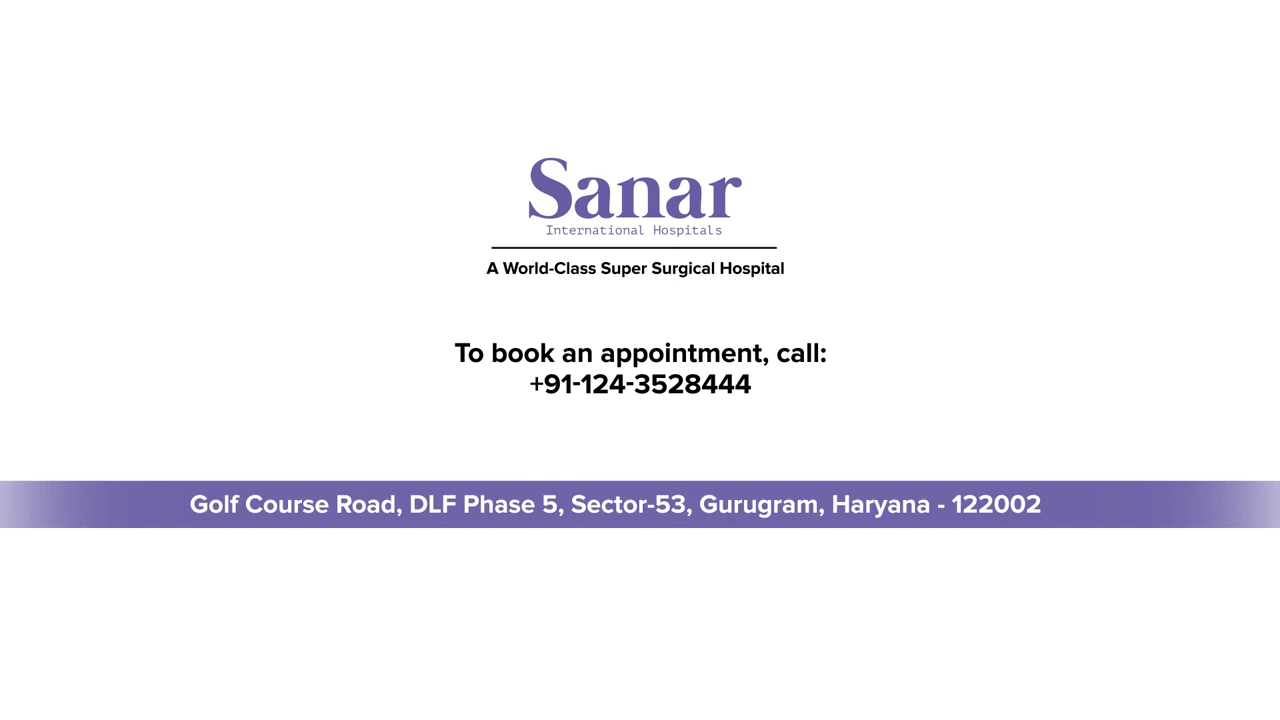 Sanar
International Hospitals
A World-Class Super Surgical Hospital
To book an appointment, call:
+91-124-3528444
Golf Course Road, DLF Phase 5, Sector-53, Gurugram, Haryana - 122002